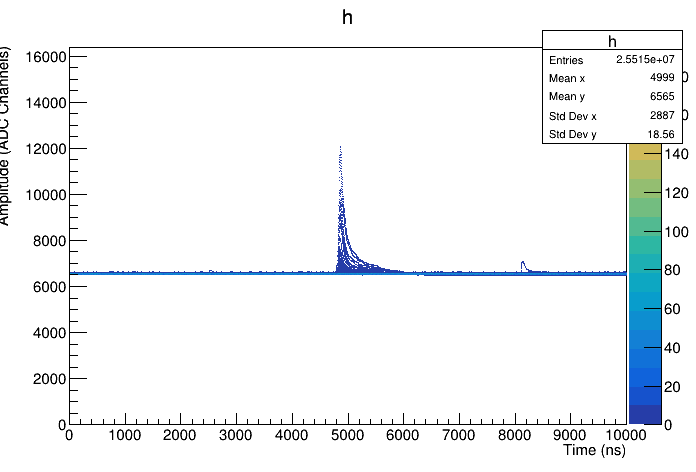 h
h
Entries 2.5515e+07
Mean x 4999
Mean y 6565
Std Dev x 2887
Std Dev y 18.56
Amplitude (ADC Channels)
16000
14000
12000
10000
8000
6000
4000
2000
0
0 1000 2000 3000 4000 5000 6000 7000 8000 9000 10000
Time (ns)
140
120
100
80
60
40
20
0